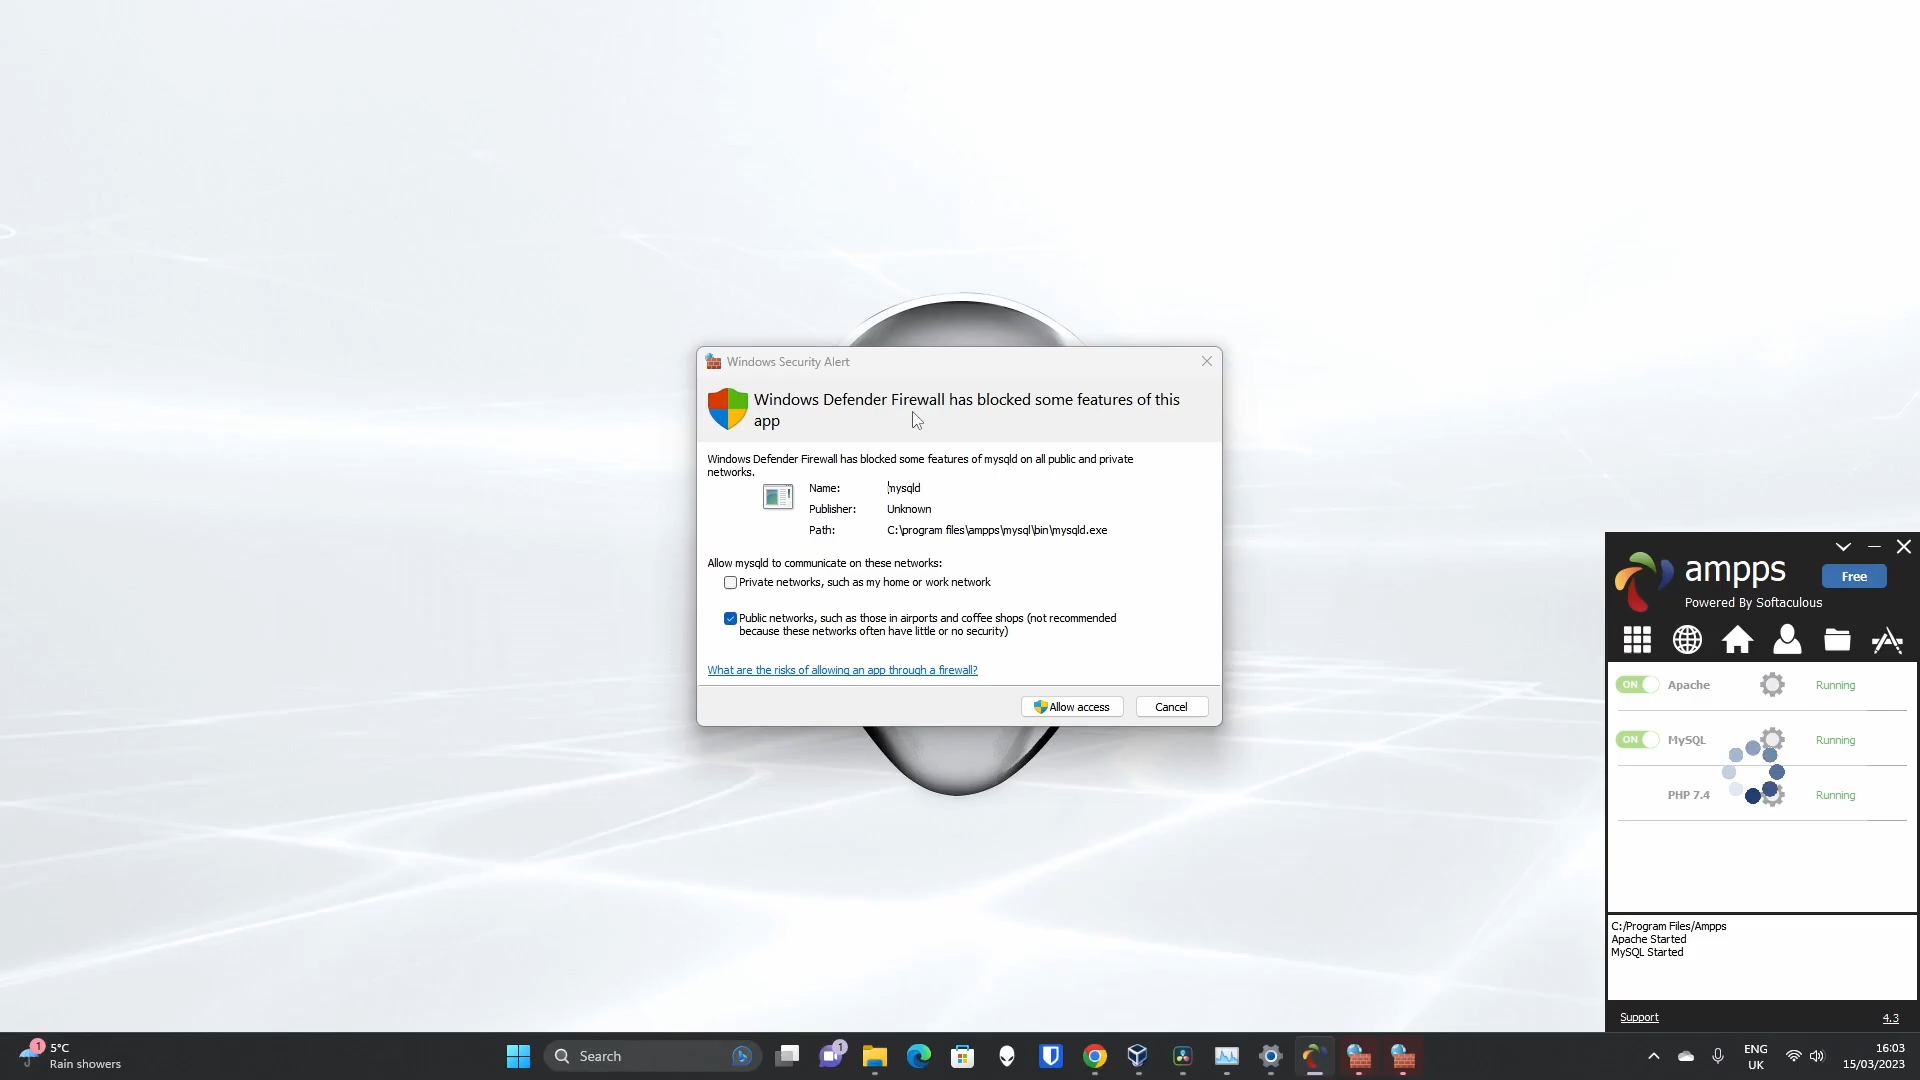 Windows Security Alert
Windows Defender Firewall has blocked some features of this
app
Windows Defender Firewall has blocked some features of mysqld on all public and private
networks.
Name: mysqld
Publisher: Unknown
Path: C:\program files\ampps\mysql\bin\mysqld.exe
Allow mysqld to communicate on these networks:
Private networks, such as my home or work network
Public networks, such as those in airports and coffee shops (not recommended
because these networks often have little or no security)
What are the risks of allowing an app through a firewall?
Allow access Cancel
ampps
Free
Powered By Softaculous
ON Apache Running
ON MySQL Running
PHP 7.4 Running
C:/Program Files/Ampps
Apache Started
MySQL Started
Support 4.3
1
5°C
Rain showers
Search
1
ENG
UK
16:03
15/03/2023